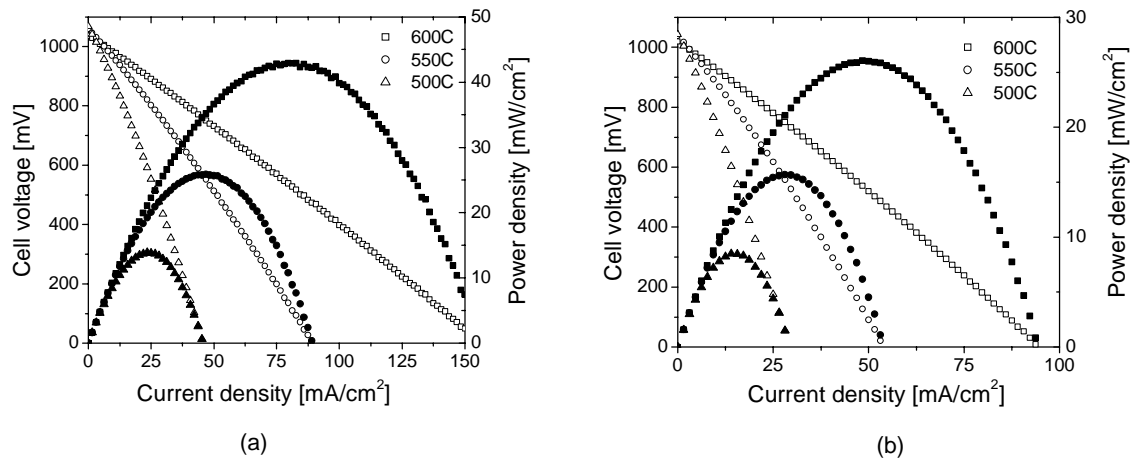 1000
800
600
400
200
0
Cell voltage [mV]
50
40
30
20
10
0
Power density [mW/cm²]
600C
550C
500C
0 25 50 75 100 125 150
Current density [mA/cm²]
(a)
1000
800
600
400
200
0
Cell voltage [mV]
30
20
10
0
Power density [mW/cm²]
600C
550C
500C
0 25 50 75 100
Current density [mA/cm²]
(b)